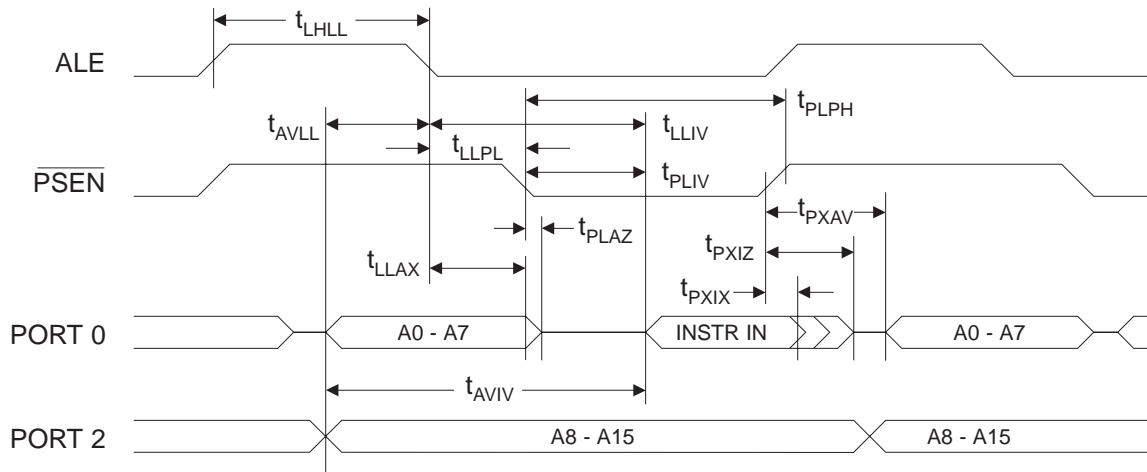 tLHLL
ALE
tPLPH
tAVLL
tLLIV
tLLPL
PSEN
tPLIV
tPXAV
tPLAZ
tPXIZ
tLLAX
tPXIX
PORT 0
A0 - A7
INSTR IN
A0 - A7
tAVIV
PORT 2
A8 - A15
A8 - A15